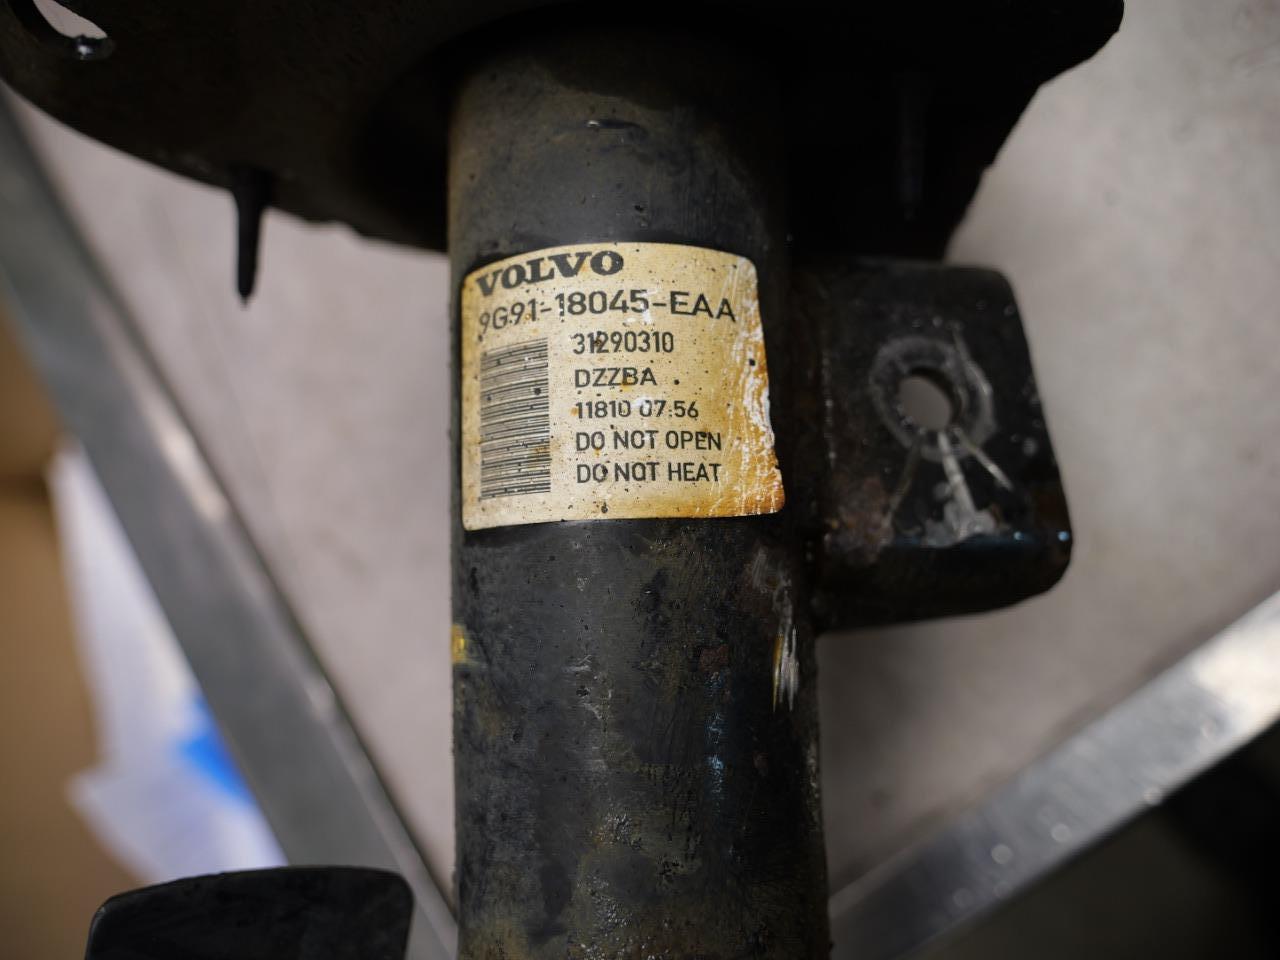 VOLVO
9G91-18045-EAA
31290310
DZZBA
11810 07:56
DO NOT OPEN
DO NOT HEAT